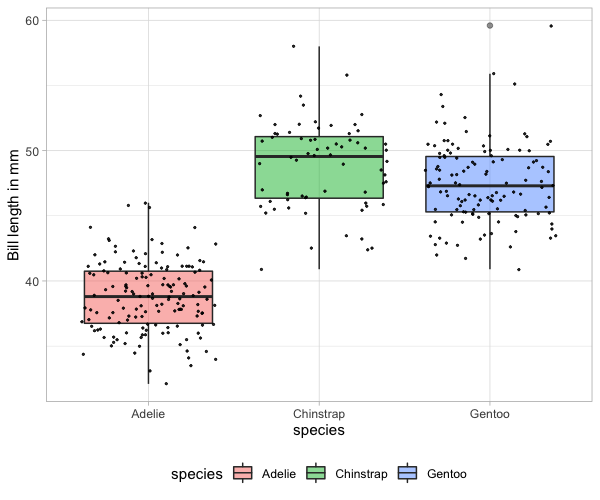 60
50
40
Bill length in mm
Adelie Chinstrap Gentoo
species
species Adelie Chinstrap Gentoo